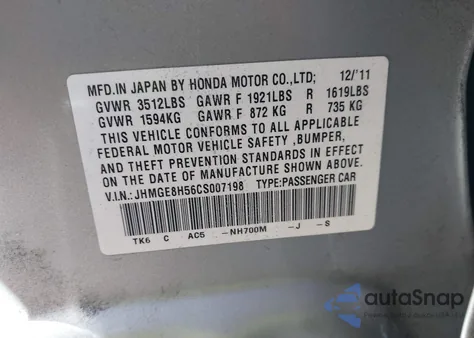 MFD.IN JAPAN BY HONDA MOTOR CO.,LTD; 12/'11
GVWR 3512LBS GAWR F 1921LBS R 1619LBS
GVWR 1594KG GAWR F 872 KG R 735 KG
THIS VEHICLE CONFORMS TO ALL APPLICABLE
FEDERAL MOTOR VEHICLE SAFETY ,BUMPER,
AND THEFT PREVENTION STANDARDS IN EFFECT
ON THE DATE OF MANUFACTURE SHOWN ABOVE.
V.I.N.: JHMGE8H56CS007198 TYPE:PASSENGER CAR
TK6 C AC5 -NH700M -J -S
autoSnap